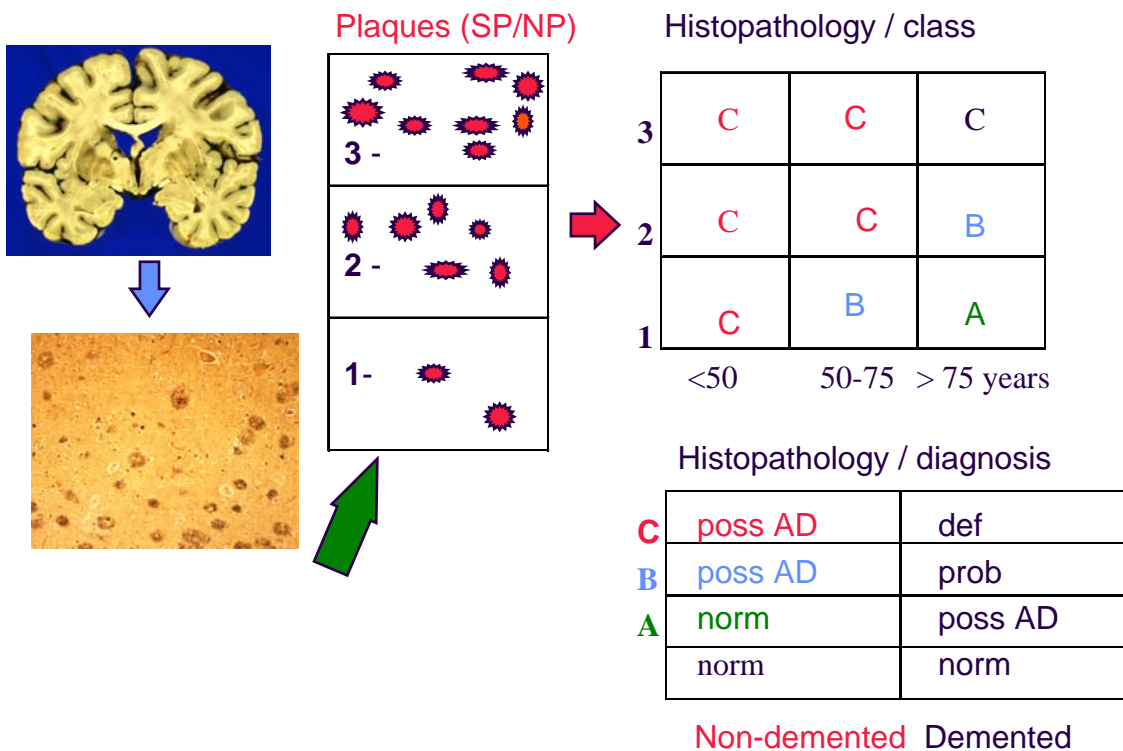 Plaques (SP/NP)
3 -
2 -
1-
Histopathology / class
3 C C C
2 C C B
1 C B A
<50 50-75 > 75 years
Histopathology / diagnosis
C poss AD def
B poss AD prob
A norm poss AD
norm norm
Non-demented Demented